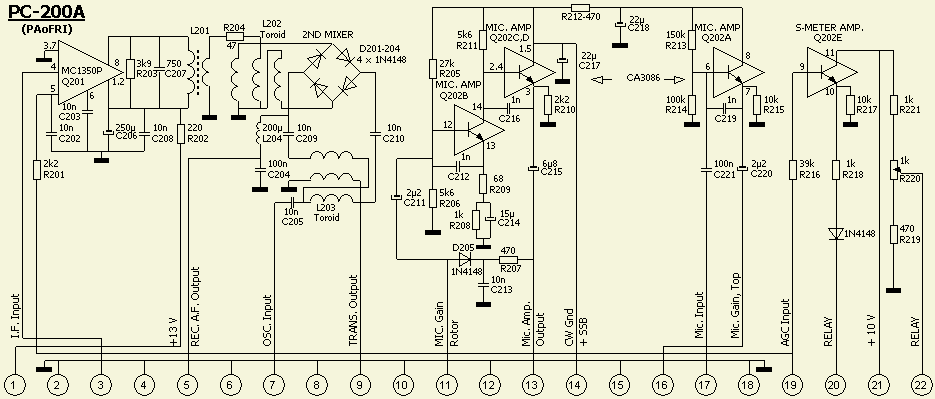 PC-200A
(PAoFRI)
3.7
4
5
MC1350P
Q201
8
1.2
6
10n
C203
10n
C202
250µ
C206
10n
C208
3k9
R203
750
C207
L201
220
R202
2k2
R201
R204
47
L202
Toroid
2ND MIXER
D201-204
4 × 1N4148
200µ
L204
10n
C209
10n
C210
100n
C204
10n
C205
L203
Toroid
27k
R205
5k6
R211
MIC. AMP
Q202B
12
14
13
1n
C212
2µ2
C211
5k6
R206
68
R209
1k
R208
15µ
C214
D205
1N4148
470
R207
10n
C213
MIC. AMP
Q202C,D
2.4
1.5
3
1n
C216
2k2
R210
6µ8
C215
R212-470
22µ
C217
22µ
C218
CA3086
150k
R213
MIC. AMP
Q202A
6
8
7
100k
R214
1n
C219
10k
R215
100n
C221
2µ2
C220
S-METER AMP.
Q202E
9
11
10
39k
R216
10k
R217
1k
R218
1N4148
1k
R221
1k
R220
470
R219
I.F. Input
+13 V
REC. A.F. Output
OSC. Input
TRANS. Output
MIC. Gain
Rotor
Mic. Amp.
Output
CW Gnd
+ SSB
Mic. Input
Mic. Gain, Top
AGC Input
RELAY
+ 10 V
RELAY
1 2 3 4 5 6 7 8 9 10 11 12 13 14 15 16 17 18 19 20 21 22